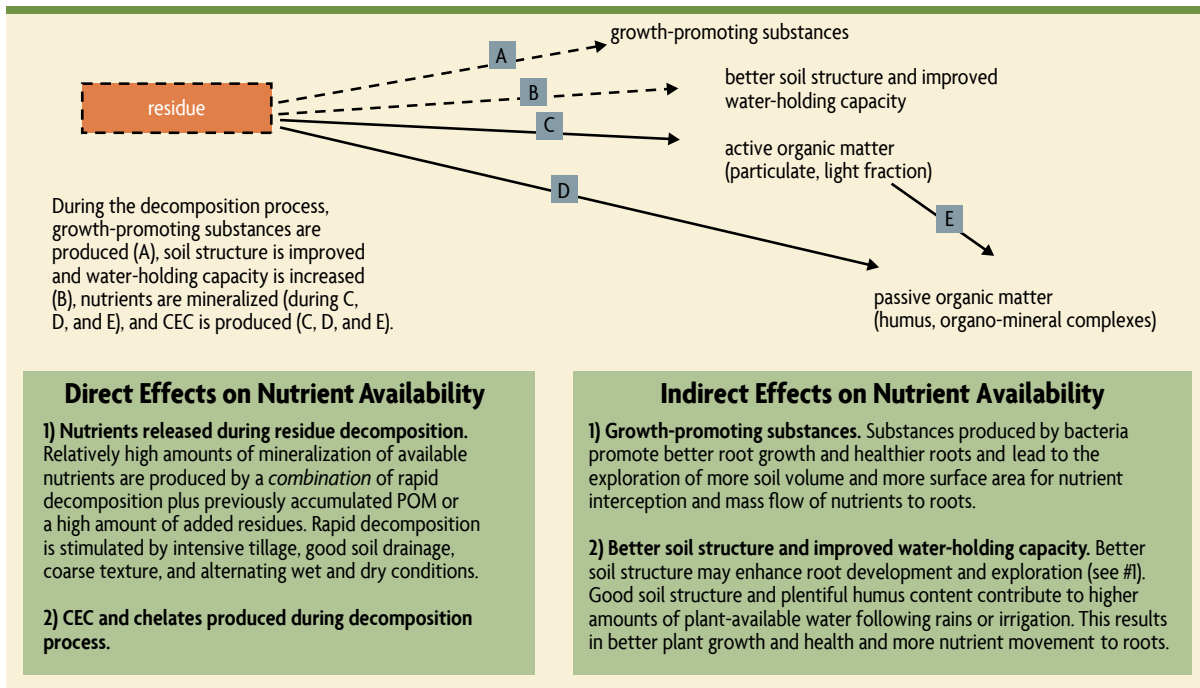 growth-promoting substances
A
better soil structure and improved
water-holding capacity
B
residue
C
active organic matter
(particulate, light fraction)
D
E
During the decomposition process,
growth-promoting substances are
produced (A), soil structure is improved
and water-holding capacity is increased
(B), nutrients are mineralized (during C,
D, and E), and CEC is produced (C, D, and E).
passive organic matter
(humus, organo-mineral complexes)
Direct Effects on Nutrient Availability
1) Nutrients released during residue decomposition.
Relatively high amounts of mineralization of available
nutrients are produced by a combination of rapid
decomposition plus previously accumulated POM or
a high amount of added residues. Rapid decomposition
is stimulated by intensive tillage, good soil drainage,
coarse texture, and alternating wet and dry conditions.
2) CEC and chelates produced during decomposition
process.
Indirect Effects on Nutrient Availability
1) Growth-promoting substances. Substances produced by bacteria
promote better root growth and healthier roots and lead to the
exploration of more soil volume and more surface area for nutrient
interception and mass flow of nutrients to roots.
2) Better soil structure and improved water-holding capacity. Better
soil structure may enhance root development and exploration (see #1).
Good soil structure and plentiful humus content contribute to higher
amounts of plant-available water following rains or irrigation. This results
in better plant growth and health and more nutrient movement to roots.